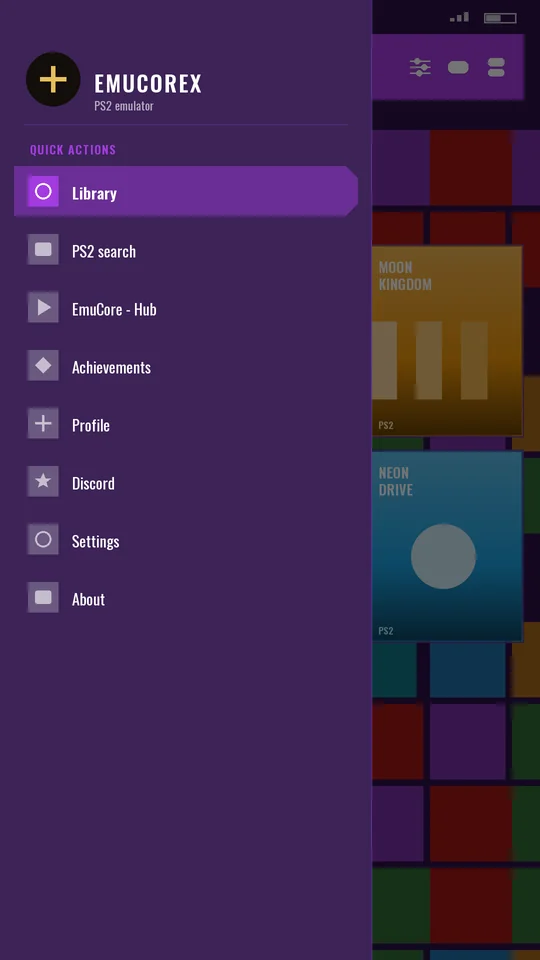 EMUCOREX
PS2 emulator
QUICK ACTIONS
Library
PS2 search
EmuCore - Hub
Achievements
Profile
Discord
Settings
About
MOON
KINGDOM
PS2
NEON
DRIVE
PS2